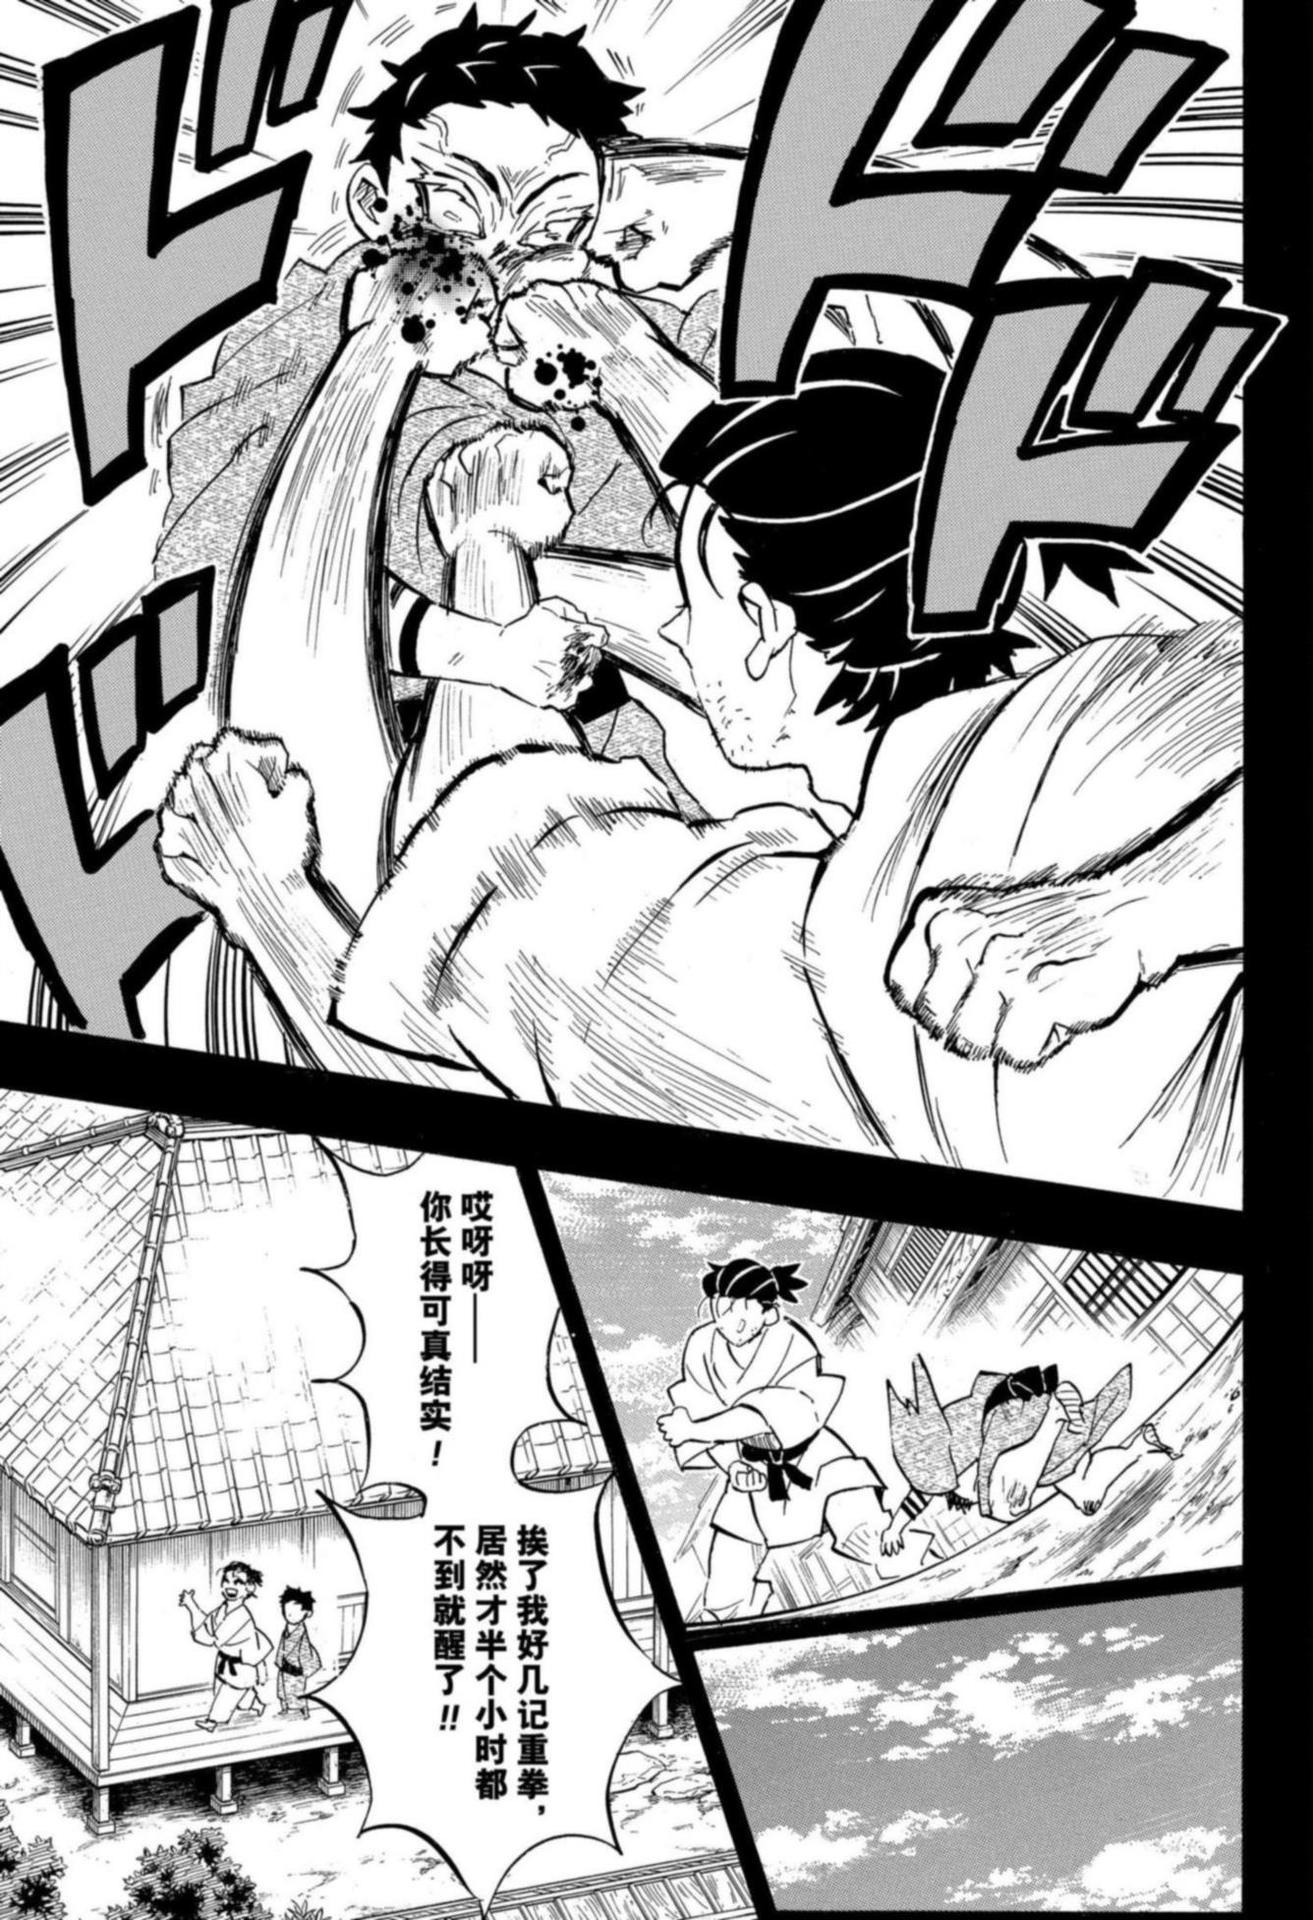 ドドドド
哎呀呀——
你长得可真结实！
挨了我好几记重拳，
居然才半个小时都
不到就醒了!!